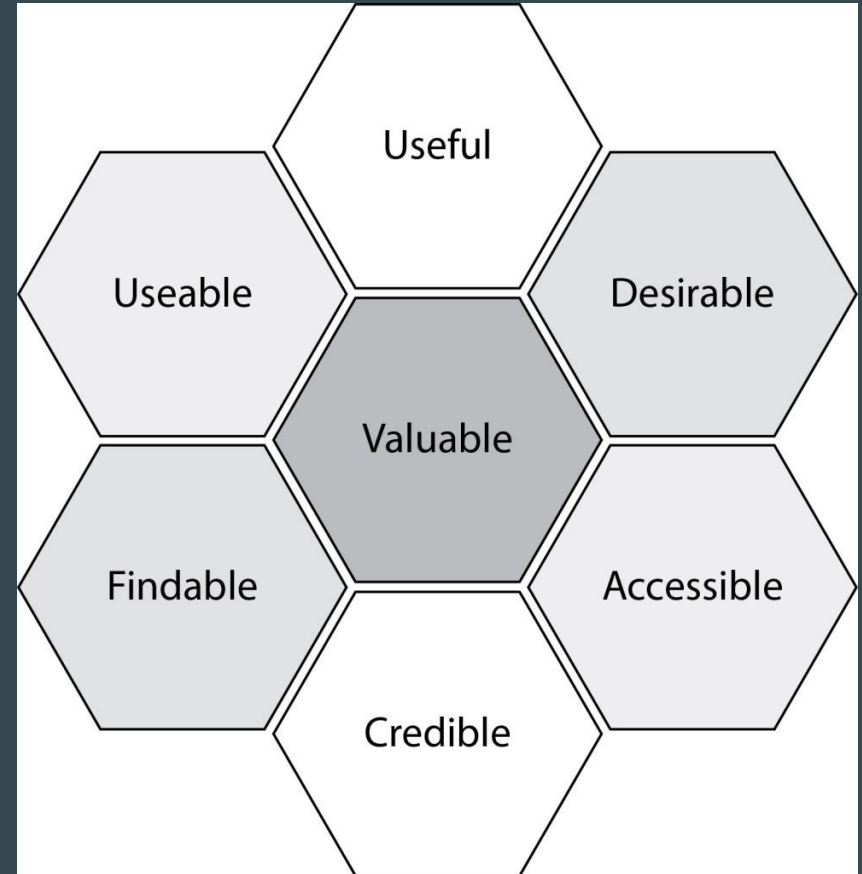 Useful
Useable
Desirable
Valuable
Findable
Accessible
Credible